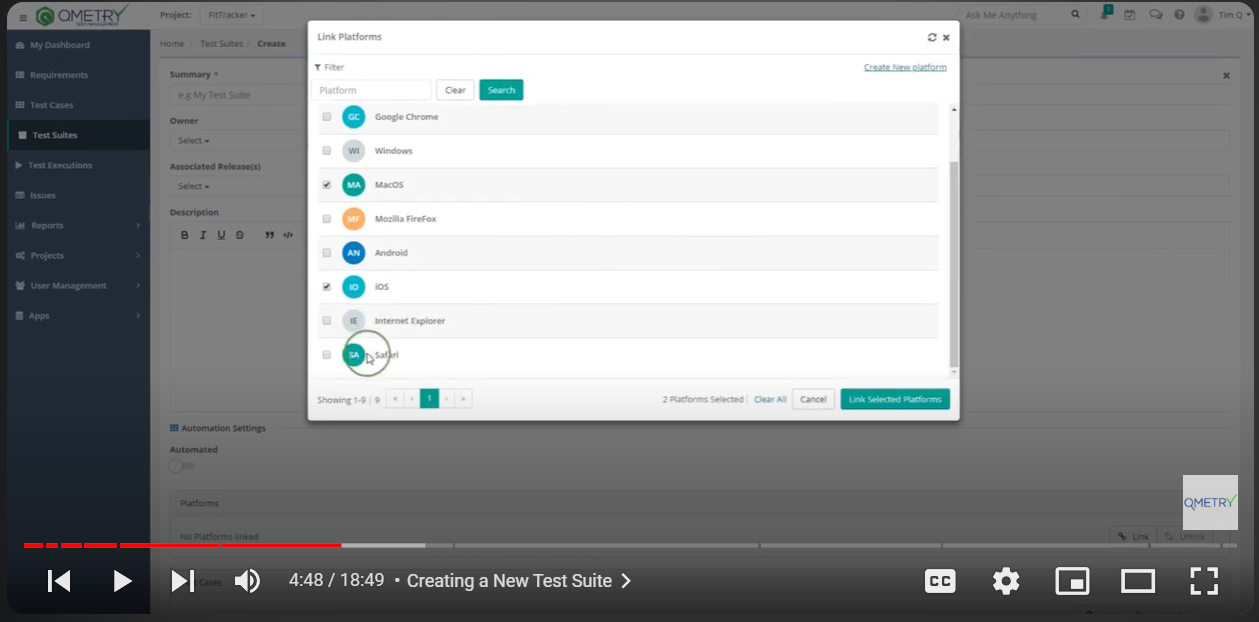 QMETRY
TEST MANAGEMENT
Project: FitTracker
Ask Me Anything
1
Tim Q
My Dashboard
Requirements
Test Cases
Test Suites
Test Executions
Issues
Reports
Projects
User Management
Apps
Home / Test Suites / Create
Summary *
e.g My Test Suite
Owner
Select
Associated Release(s)
Select
Description
B I U S
Link Platforms
Filter
Create New platform
Platform
Clear
Search
GC Google Chrome
WI Windows
MA MacOS
MF Mozilla FireFox
AN Android
IO iOS
IE Internet Explorer
SA Safari
Showing 1-9 | 9 « ‹ 1 › »
2 Platforms Selected | Clear All
Cancel
Link Selected Platforms
Automation Settings
Automated
Platforms
No Platforms linked
Link
Unlink
Cases
QMETRY
4:48 / 18:49 • Creating a New Test Suite
CC